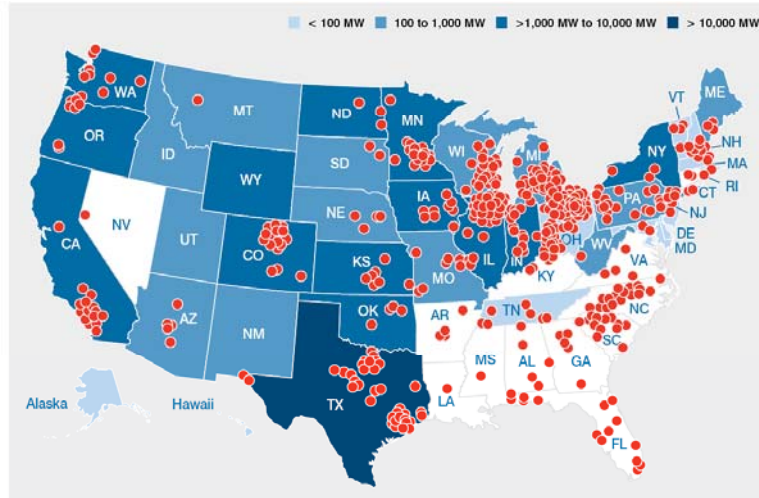 < 100 MW 100 to 1,000 MW >1,000 MW to 10,000 MW > 10,000 MW
WA
MT
ND
MN
VT
ME
OR
ID
SD
WI
MI
NY
NH
MA
WY
IA
NE
PA
CT
RI
NV
UT
CO
IL
IN
OH
NJ
CA
KS
MO
WV
DE
MD
KY
VA
AZ
NM
OK
AR
TN
NC
SC
MS
AL
GA
Alaska
Hawaii
TX
LA
FL